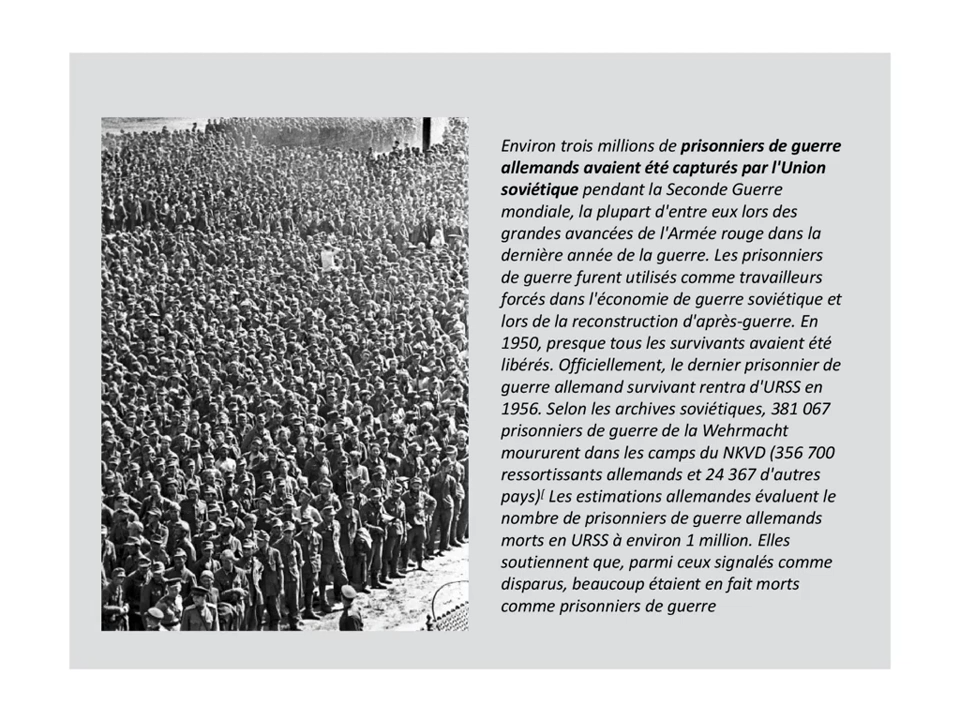 Environ trois millions de prisonniers de guerre
allemands avaient été capturés par l'Union
soviétique pendant la Seconde Guerre
mondiale, la plupart d'entre eux lors des
grandes avancées de l'Armée rouge dans la
dernière année de la guerre. Les prisonniers
de guerre furent utilisés comme travailleurs
forcés dans l'économie de guerre soviétique et
lors de la reconstruction d'après-guerre. En
1950, presque tous les survivants avaient été
libérés. Officiellement, le dernier prisonnier de
guerre allemand survivant rentra d'URSS en
1956. Selon les archives soviétiques, 381 067
prisonniers de guerre de la Wehrmacht
moururent dans les camps du NKVD (356 700
ressortissants allemands et 24 367 d'autres
pays)[ Les estimations allemandes évaluent le
nombre de prisonniers de guerre allemands
morts en URSS à environ 1 million. Elles
soutiennent que, parmi ceux signalés comme
disparus, beaucoup étaient en fait morts
comme prisonniers de guerre